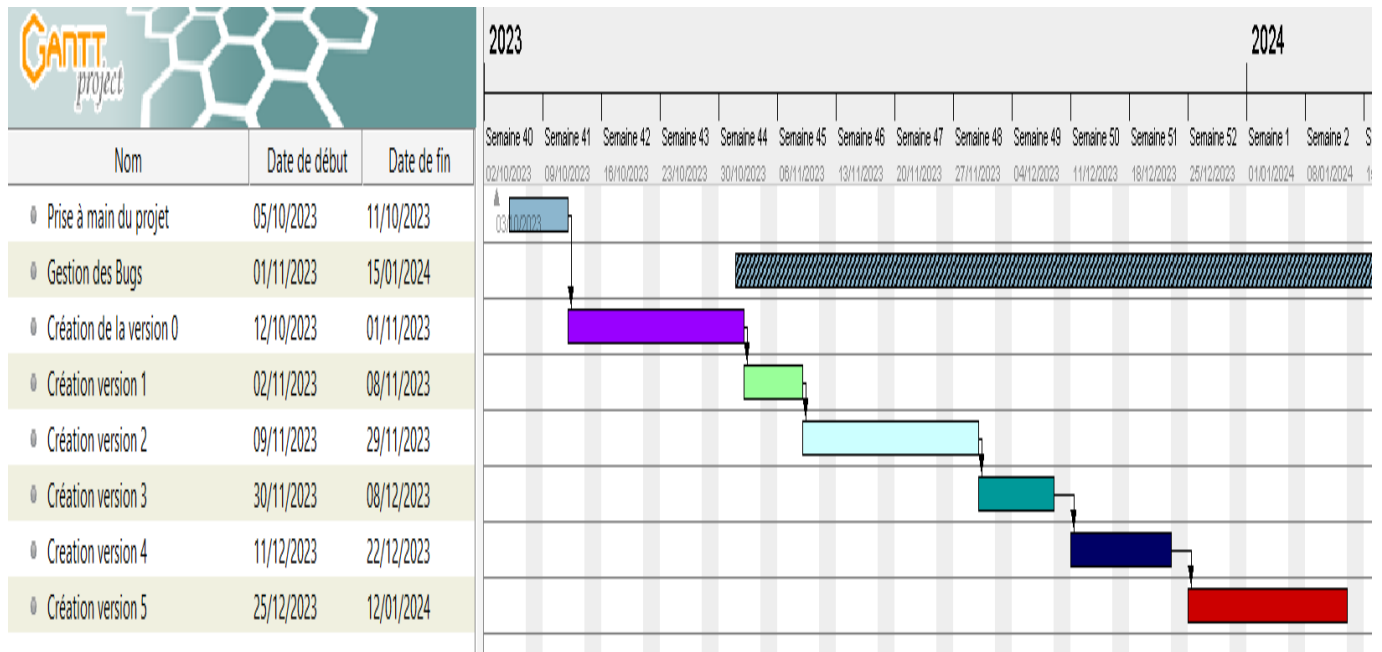 GANTT
project
2023 2024
Semaine 40 Semaine 41 Semaine 42 Semaine 43 Semaine 44 Semaine 45 Semaine 46 Semaine 47 Semaine 48 Semaine 49 Semaine 50 Semaine 51 Semaine 52 Semaine 1 Semaine 2 S
Nom Date de début Date de fin
02/10/2023 09/10/2023 16/10/2023 23/10/2023 30/10/2023 06/11/2023 13/11/2023 20/11/2023 27/11/2023 04/12/2023 11/12/2023 18/12/2023 25/12/2023 01/01/2024 08/01/2024
Prise à main du projet 05/10/2023 11/10/2023
03/10/2023
Gestion des Bugs 01/11/2023 15/01/2024
Création de la version 0 12/10/2023 01/11/2023
Création version 1 02/11/2023 08/11/2023
Création version 2 09/11/2023 29/11/2023
Création version 3 30/11/2023 08/12/2023
Creation version 4 11/12/2023 22/12/2023
Création version 5 25/12/2023 12/01/2024